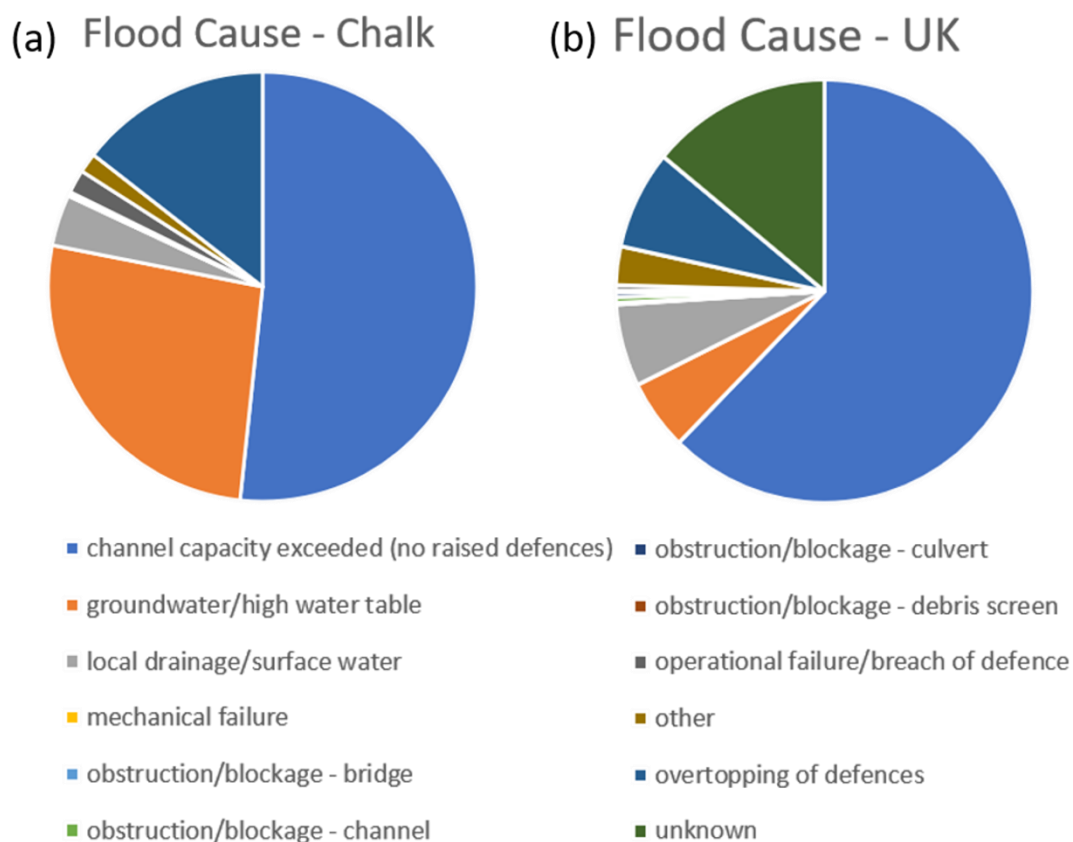 (a) Flood Cause - Chalk
(b) Flood Cause - UK
channel capacity exceeded (no raised defences)
groundwater/high water table
local drainage/surface water
mechanical failure
obstruction/blockage - bridge
obstruction/blockage - channel
obstruction/blockage - culvert
obstruction/blockage - debris screen
operational failure/breach of defence
other
overtopping of defences
unknown